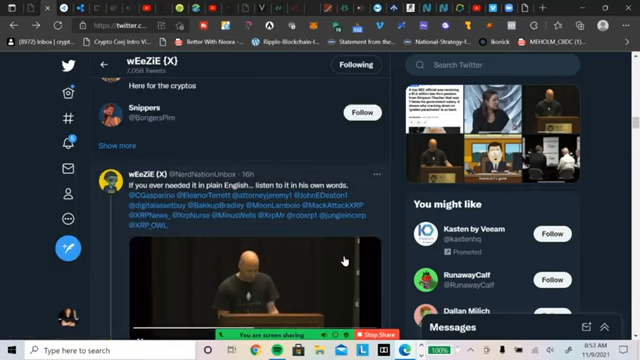 https://twitter.c...
(8972) Inbox | crypt...
Crypto Coej Intro Vi...
Better With Noora -...
Ripple-Blockchain-I...
Statement from the...
National-Strategy-f...
Ikonick
MEHOLM_CBDC(1)
wEeZiE {X}
7,058 Tweets
Following
Search Twitter
Here for the cryptos
Snippers
@BongersPim
Follow
Show more
wEeZiE {X} @NerdNationUnbox · 16h
If you ever needed it in plain English... listen to it in his own words.
@CGasparino @EleanorTerrett @attorneyjeremy1 @JohnEDeaton1
@digitalassetbuy @BakkupBradley @MoonLamboio @MackAttackXRP
@XRPNews_ @XrpNurse @MinusWells @XrpMr @robxrp1 @jungleincxrp
@XRP_OWL
You might like
Kasten by Veeam
@kastenhq
Promoted
Follow
RunawayCalf
@RunawayCalf
Follow
Dallan Milich
Follow
Messages
You are screen sharing
Stop Share
Type here to search
100%
8:53 AM
11/9/2021